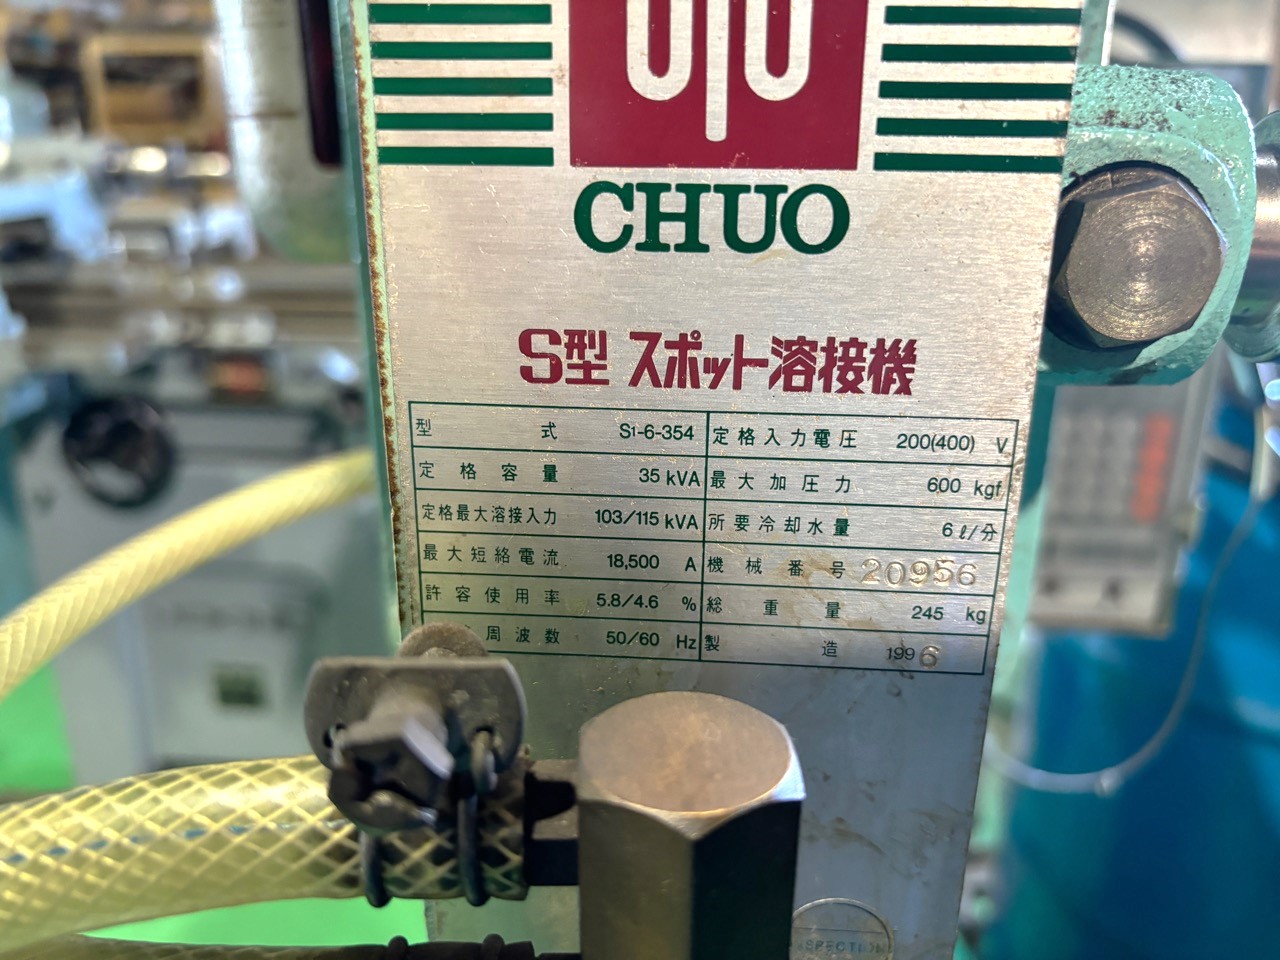 CHUO
S型 スポット溶接機
型式 S1-6-354 定格入力電圧 200(400) V
定格容量 35 kVA 最大加圧力 600 kgf
定格最大溶接入力 103/115 kVA 所要冷却水量 6 ℓ/分
最大短絡電流 18,500 A 機械番号 20956
許容使用率 5.8/4.6 % 総重量 245 kg
周波数 50/60 Hz 製造 1996
SPECTION